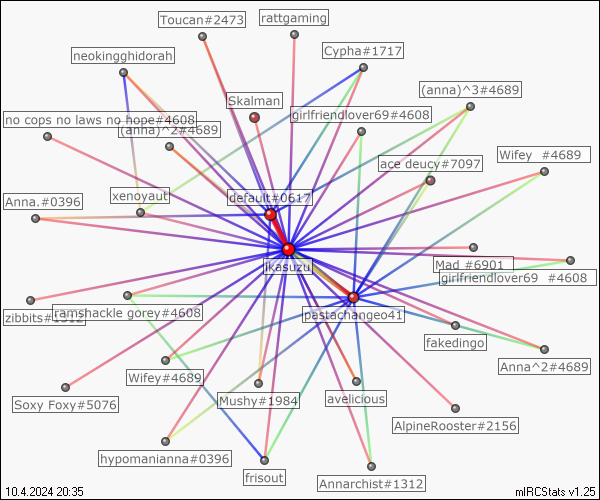 Toucan#2473
rattgaming
neokingghidorah
Cypha#1717
(anna)^3#4689
Skalman
girlfriendlover69#4608
no cops no laws no hope#4608
(anna)^2#4689
ace deucy#7097
Wifey #4689
Anna.#0396
xenoyaut
default#0617
ikasuzu
Mad #6901
girlfriendlover69 #4608
zibbits#1312
ramshackle gorey#4608
pastachangeo41
fakedingo
Wifey#4689
Anna^2#4689
Soxy Foxy#5076
Mushy#1984
avelicious
AlpineRooster#2156
hypomanianna#0396
frisout
Annarchist#1312
10.4.2024 20:35
mIRCStats v1.25